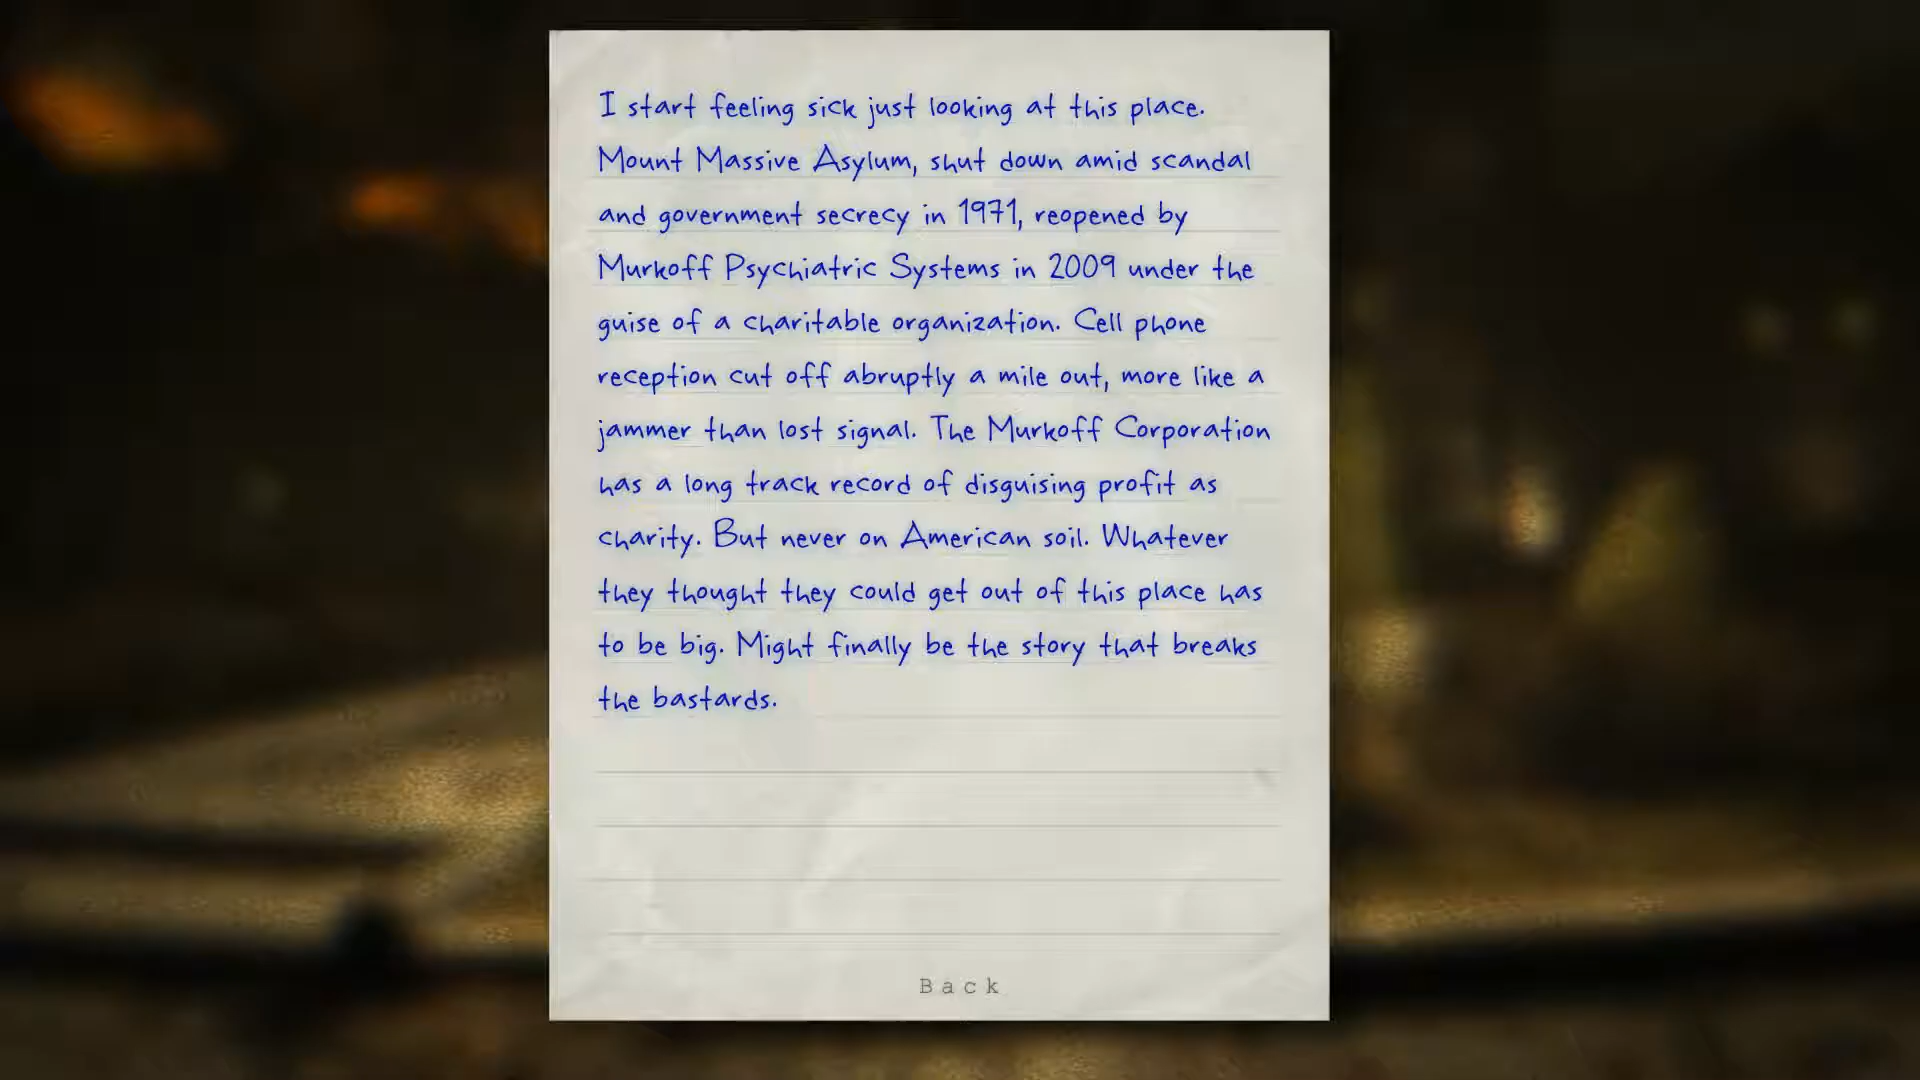 I start feeling sick just looking at this place.
Mount Massive Asylum, shut down amid scandal
and government secrecy in 1971, reopened by
Murkoff Psychiatric Systems in 2009 under the
guise of a charitable organization. Cell phone
reception cut off abruptly a mile out, more like a
jammer than lost signal. The Murkoff Corporation
has a long track record of disguising profit as
charity. But never on American soil. Whatever
they thought they could get out of this place has
to be big. Might finally be the story that breaks
the bastards.
Back